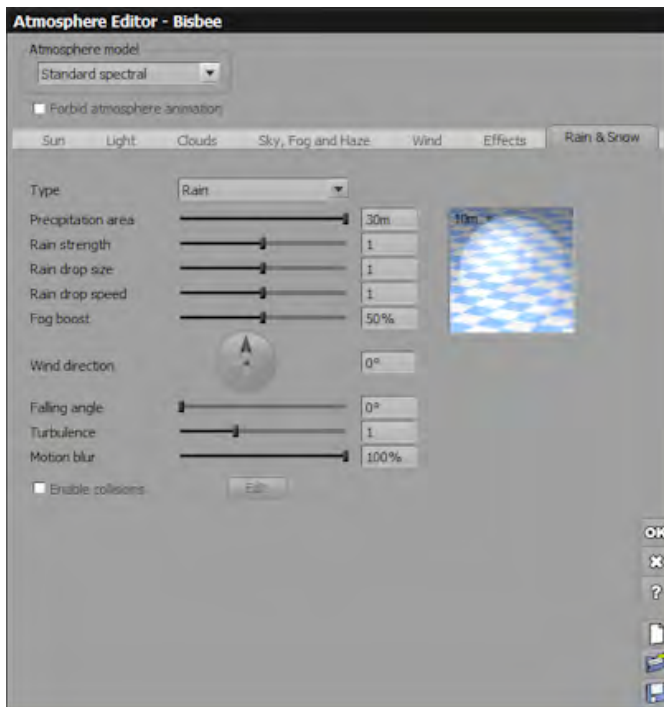 Atmosphere Editor - Bisbee
Atmosphere model
Standard spectral
Forbid atmosphere animation
Sun Light Clouds Sky, Fog and Haze Wind Effects Rain & Snow
Type Rain
Precipitation area 30m 10m
Rain strength 1
Rain drop size 1
Rain drop speed 1
Fog boost 50%
Wind direction 0°
Falling angle 0°
Turbulence 1
Motion blur 100%
Enable collisions Edit
OK
?